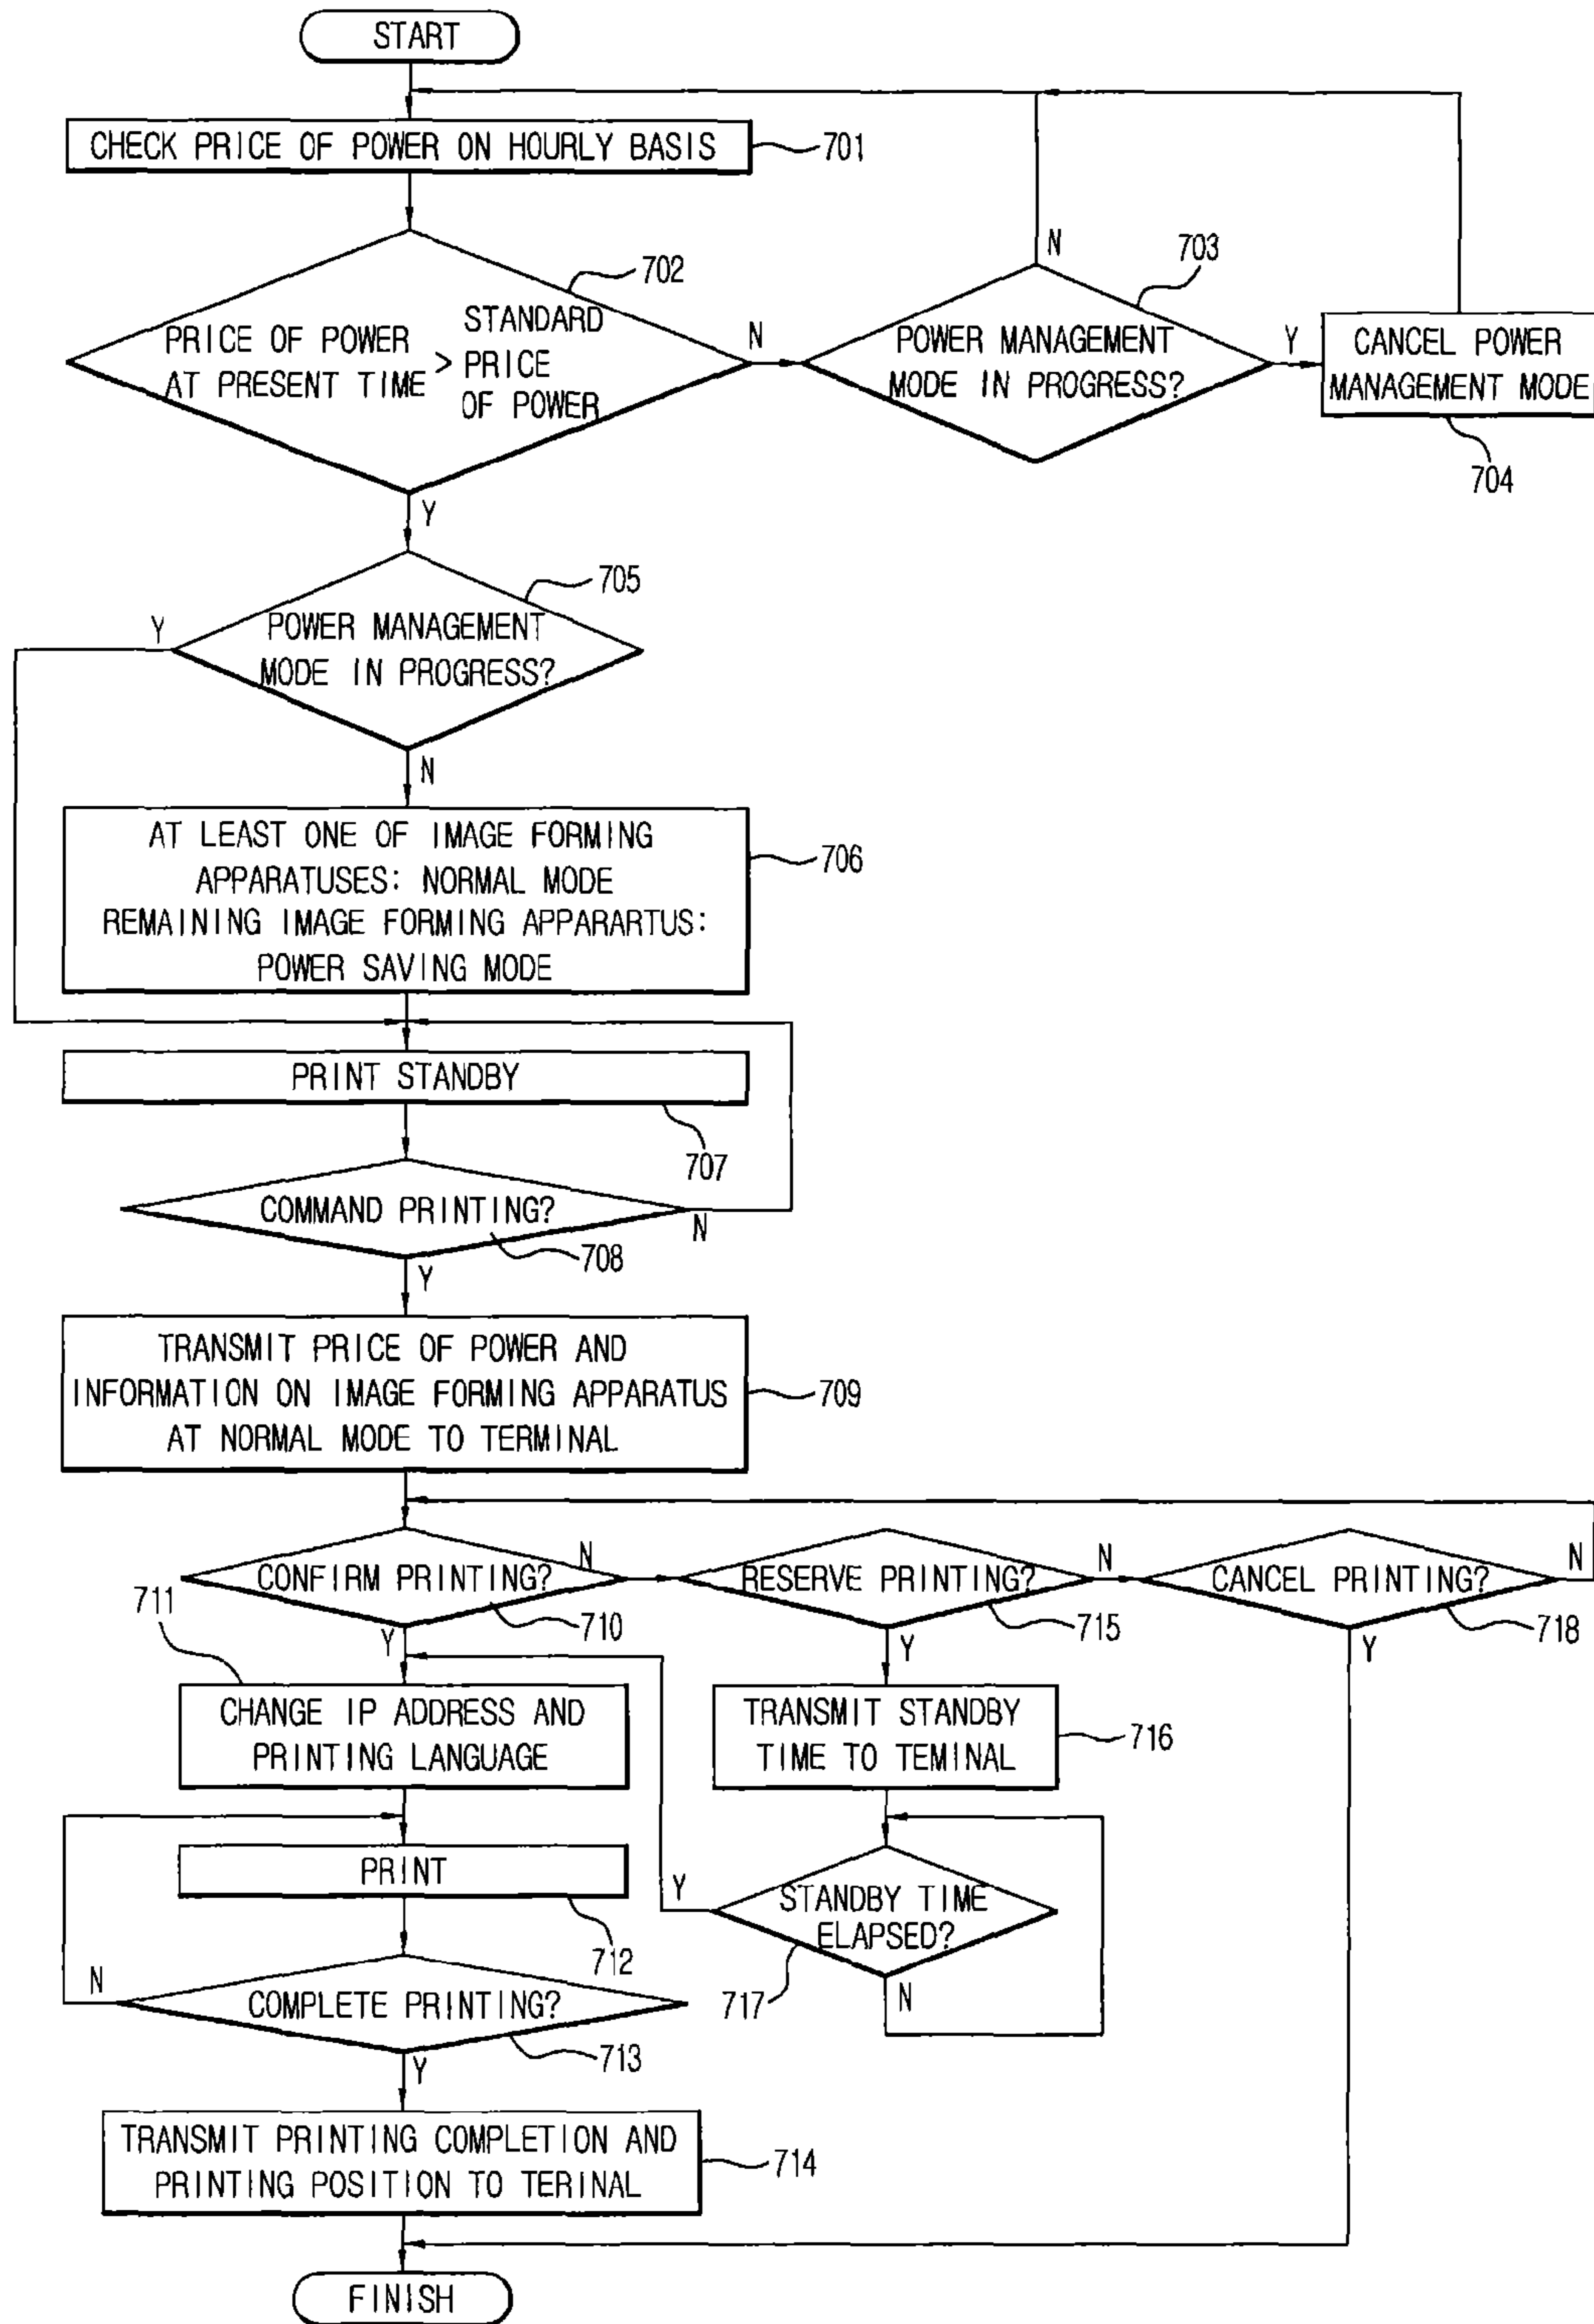 START
CHECK PRICE OF POWER ON HOURLY BASIS
701
702
PRICE OF POWER
AT PRESENT TIME
>
STANDARD
PRICE
OF POWER
N
Y
703
POWER MANAGEMENT
MODE IN PROGRESS?
N
Y
CANCEL POWER
MANAGEMENT MODE
704
705
POWER MANAGEMENT
MODE IN PROGRESS?
Y
N
AT LEAST ONE OF IMAGE FORMING
APPARATUSES: NORMAL MODE
REMAINING IMAGE FORMING APPARARTUS:
POWER SAVING MODE
706
PRINT STANDBY
707
COMMAND PRINTING?
N
708
Y
TRANSMIT PRICE OF POWER AND
INFORMATION ON IMAGE FORMING APPARATUS
AT NORMAL MODE TO TERMINAL
709
CONFIRM PRINTING?
N
710
Y
RESERVE PRINTING?
N
715
Y
CANCEL PRINTING?
N
718
Y
711
CHANGE IP ADDRESS AND
PRINTING LANGUAGE
TRANSMIT STANDBY
TIME TO TEMINAL
716
PRINT
712
STANDBY TIME
ELAPSED?
Y
717
N
COMPLETE PRINTING?
N
713
Y
TRANSMIT PRINTING COMPLETION AND
PRINTING POSITION TO TERINAL
714
FINISH